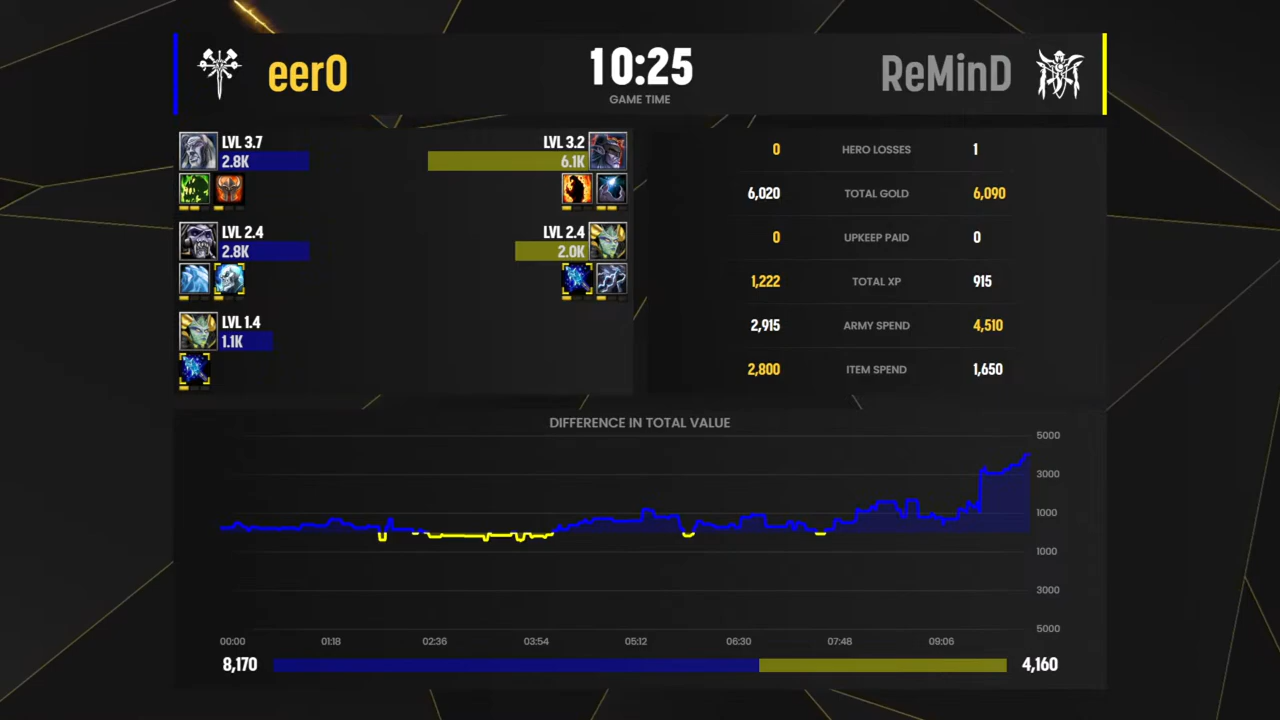 eer0
10:25
GAME TIME
ReMinD
LVL 3.7
2.8K
LVL 3.2
6.1K
LVL 2.4
2.8K
LVL 2.4
2.0K
LVL 1.4
1.1K
0 HERO LOSSES 1
6,020 TOTAL GOLD 6,090
0 UPKEEP PAID 0
1,222 TOTAL XP 915
2,915 ARMY SPEND 4,510
2,800 ITEM SPEND 1,650
DIFFERENCE IN TOTAL VALUE
5000
3000
1000
1000
3000
5000
00:00 01:18 02:36 03:54 05:12 06:30 07:48 09:06
8,170 4,160